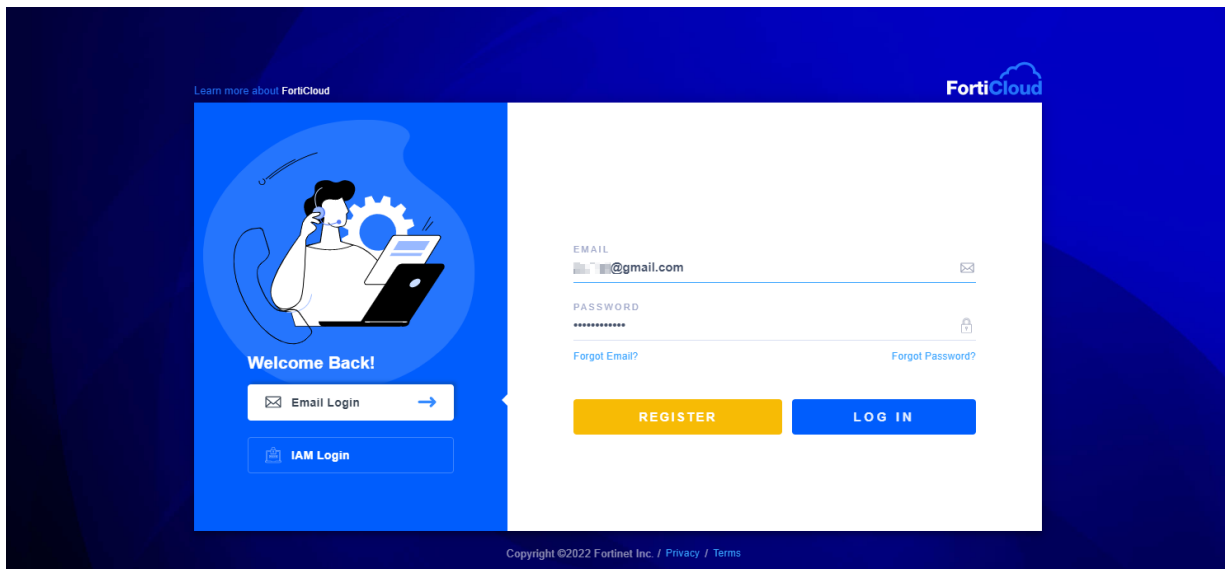 Learn more about FortiCloud
FortiCloud
Welcome Back!
Email Login
IAM Login
EMAIL
@gmail.com
PASSWORD
••••••••••••
Forgot Email? Forgot Password?
REGISTER LOG IN
Copyright ©2022 Fortinet Inc. / Privacy / Terms